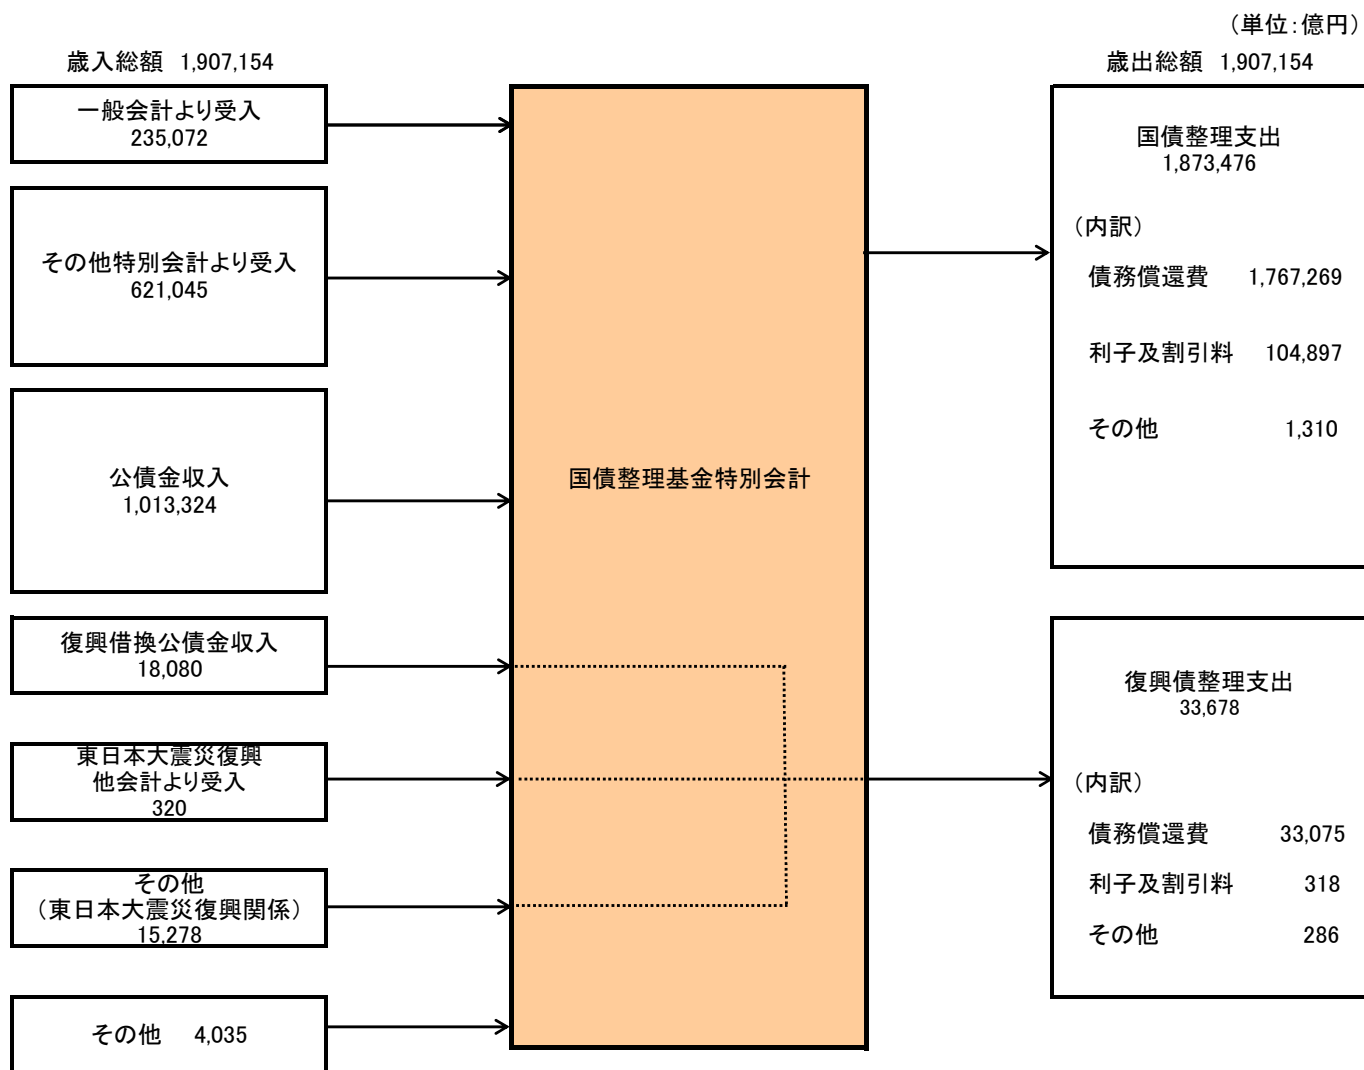 （単位：億円）
歳入総額 1,907,154
歳出総額 1,907,154
一般会計より受入
235,072
その他特別会計より受入
621,045
公債金収入
1,013,324
復興借換公債金収入
18,080
東日本大震災復興
他会計より受入
320
その他
（東日本大震災復興関係）
15,278
その他 4,035
国債整理基金特別会計
国債整理支出
1,873,476
（内訳）
債務償還費 1,767,269
利子及割引料 104,897
その他 1,310
復興債整理支出
33,678
（内訳）
債務償還費 33,075
利子及割引料 318
その他 286